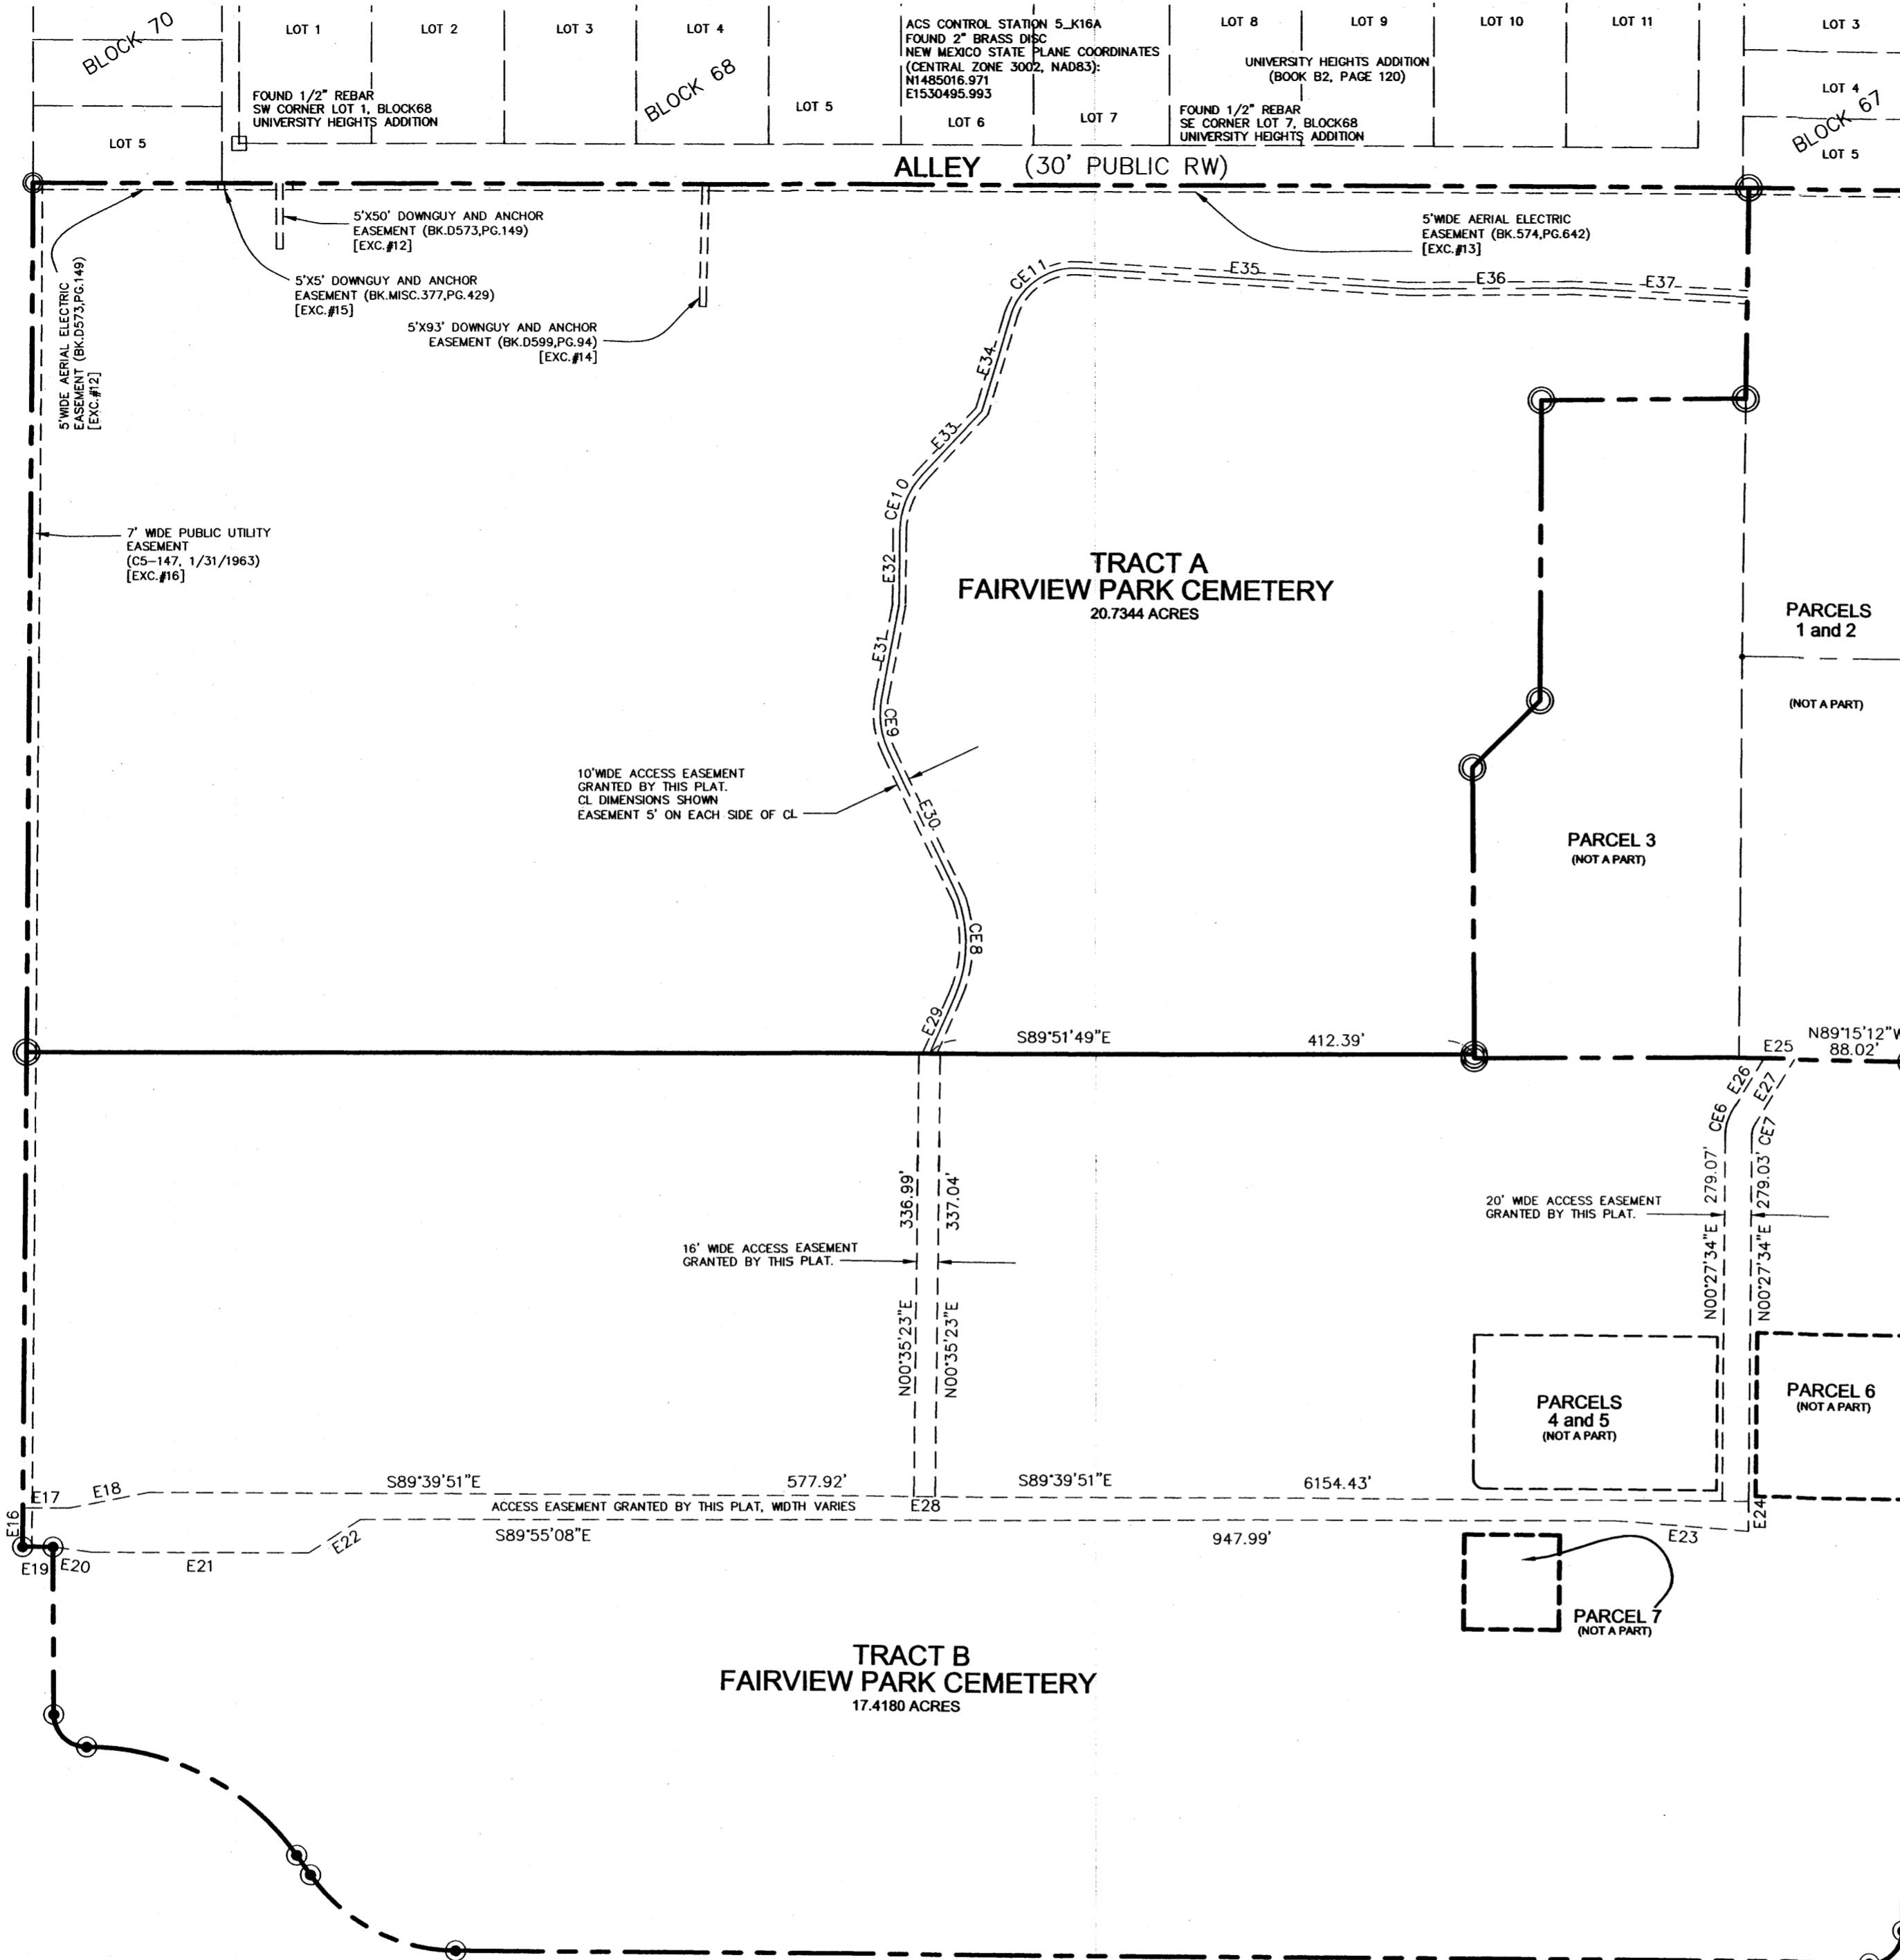 BLOCK 70
LOT 5
LOT 1
LOT 2
LOT 3
LOT 4
BLOCK 68
LOT 5
LOT 6
LOT 7
LOT 8
LOT 9
LOT 10
LOT 11
LOT 3
LOT 4
BLOCK 67
LOT 5
FOUND 1/2" REBAR
SW CORNER LOT 1, BLOCK68
UNIVERSITY HEIGHTS ADDITION
ACS CONTROL STATION 5_K16A
FOUND 2" BRASS DISC
NEW MEXICO STATE PLANE COORDINATES
(CENTRAL ZONE 3002, NAD83):
N1485016.971
E1530495.993
UNIVERSITY HEIGHTS ADDITION
(BOOK B2, PAGE 120)
FOUND 1/2" REBAR
SE CORNER LOT 7, BLOCK68
UNIVERSITY HEIGHTS ADDITION
ALLEY (30' PUBLIC RW)
5'X50' DOWNGUY AND ANCHOR
EASEMENT (BK.D573,PG.149)
[EXC.#12]
5'X5' DOWNGUY AND ANCHOR
EASEMENT (BK.MISC.377,PG.429)
[EXC.#15]
5'X93' DOWNGUY AND ANCHOR
EASEMENT (BK.D599,PG.94)
[EXC.#14]
5'WIDE AERIAL ELECTRIC
EASEMENT (BK.D573,PG.149)
[EXC.#12]
5'WIDE AERIAL ELECTRIC
EASEMENT (BK.574,PG.642)
[EXC.#13]
CE11
E35
E36
E37
E34
E33
CE10
E32
E31
CE9
E30
CE8
E29
7' WIDE PUBLIC UTILITY
EASEMENT
(C5-147, 1/31/1963)
[EXC.#16]
TRACT A
FAIRVIEW PARK CEMETERY
20.7344 ACRES
PARCELS
1 and 2
(NOT A PART)
10'WIDE ACCESS EASEMENT
GRANTED BY THIS PLAT.
CL DIMENSIONS SHOWN
EASEMENT 5' ON EACH SIDE OF CL
PARCEL 3
(NOT A PART)
S89°51'49"E 412.39'
E25
N89°15'12"W
88.02'
E26
E27
CE6
CE7
N00°27'34"E 279.07'
N00°27'34"E 279.03'
20' WIDE ACCESS EASEMENT
GRANTED BY THIS PLAT.
N00°35'23"E 336.99'
N00°35'23"E 337.04'
16' WIDE ACCESS EASEMENT
GRANTED BY THIS PLAT.
PARCELS
4 and 5
(NOT A PART)
PARCEL 6
(NOT A PART)
E16
E17
E18
S89°39'51"E 577.92'
S89°39'51"E 6154.43'
ACCESS EASEMENT GRANTED BY THIS PLAT, WIDTH VARIES
E28
E24
E19
E20
E21
E22
S89°55'08"E 947.99'
E23
PARCEL 7
(NOT A PART)
TRACT B
FAIRVIEW PARK CEMETERY
17.4180 ACRES